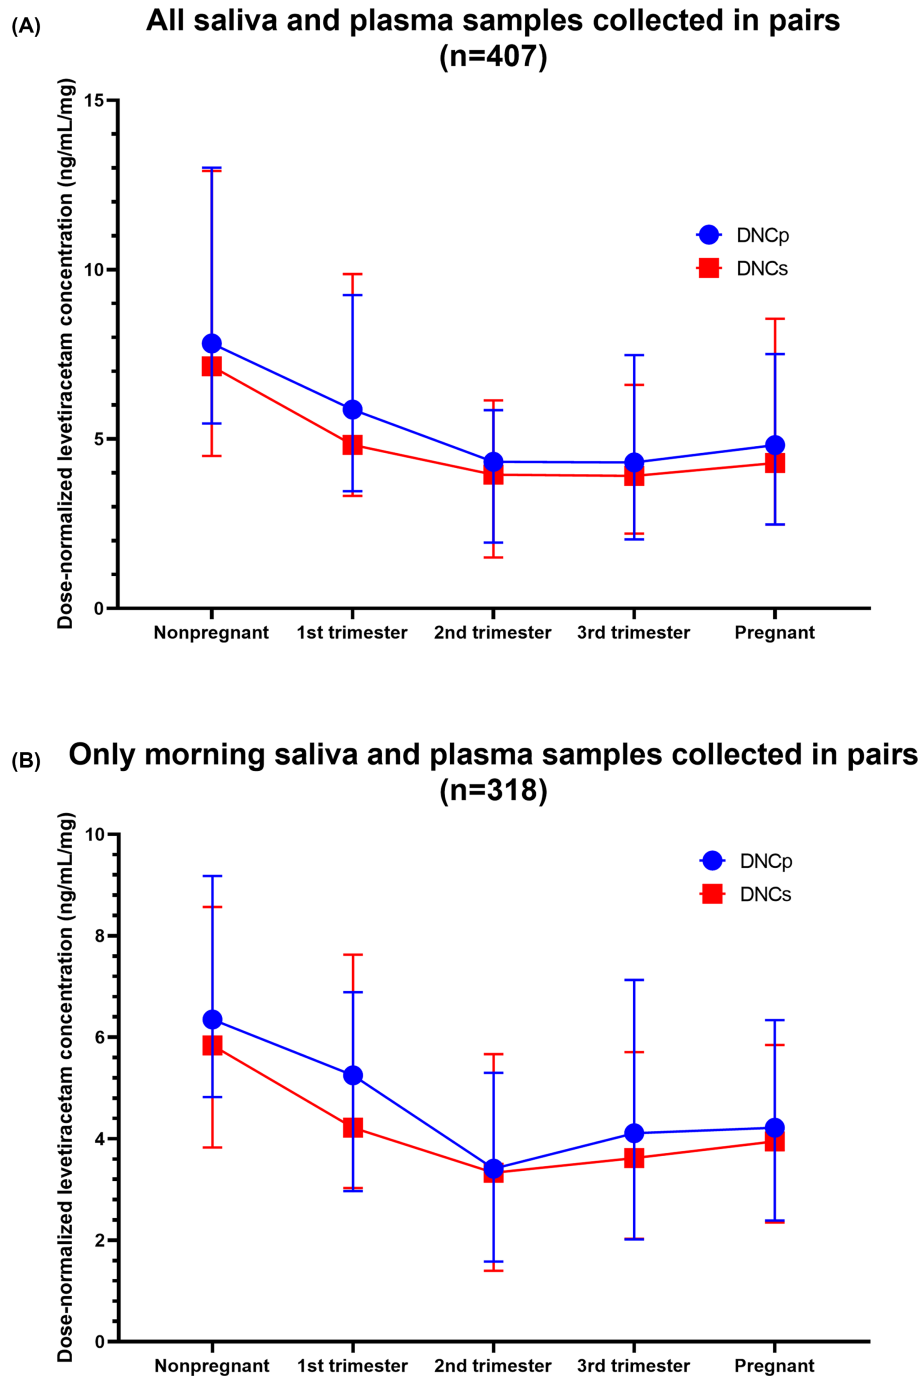 (A)
All saliva and plasma samples collected in pairs
(n=407)
Dose-normalized levetiracetam concentration (ng/mL/mg)
15
10
5
0
DNCp
DNCs
Nonpregnant
1st trimester
2nd trimester
3rd trimester
Pregnant
(B)
Only morning saliva and plasma samples collected in pairs
(n=318)
Dose-normalized levetiracetam concentration (ng/mL/mg)
10
8
6
4
2
0
DNCp
DNCs
Nonpregnant
1st trimester
2nd trimester
3rd trimester
Pregnant